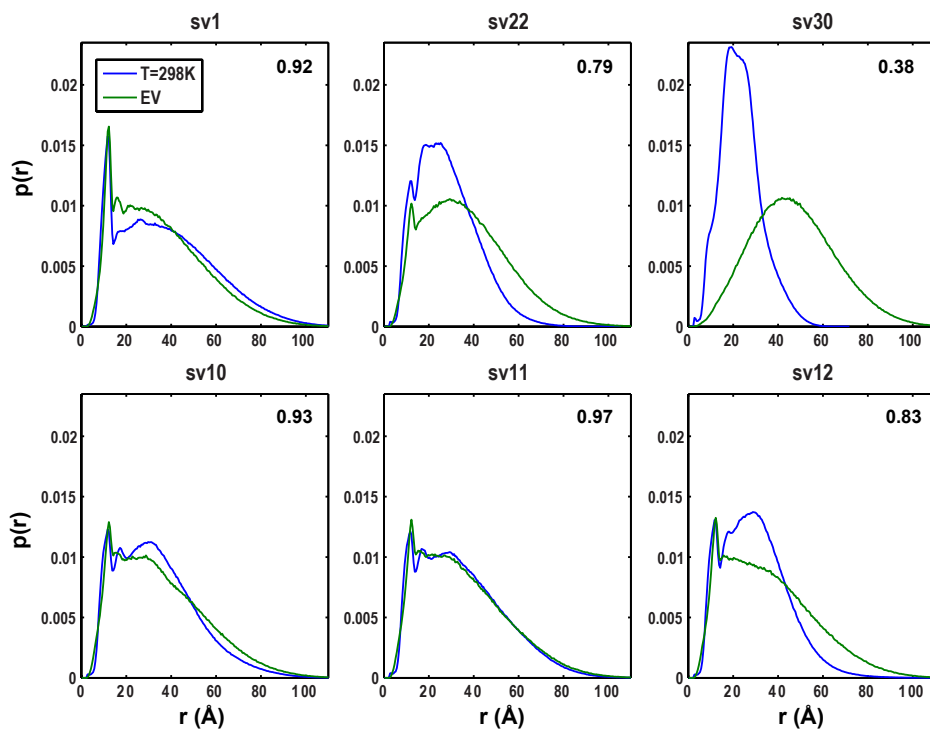 sv1 sv22 sv30
0.92 0.79 0.38
T=298K
EV
0.02 0.02 0.02
0.015 0.015 0.015
p(r)
0.01 0.01 0.01
0.005 0.005 0.005
0 0 0
0 20 40 60 80 100 0 20 40 60 80 100 0 20 40 60 80 100
sv10 sv11 sv12
0.93 0.97 0.83
0.02 0.02 0.02
0.015 0.015 0.015
p(r)
0.01 0.01 0.01
0.005 0.005 0.005
0 0 0
0 20 40 60 80 100 0 20 40 60 80 100 0 20 40 60 80 100
r (Å) r (Å) r (Å)